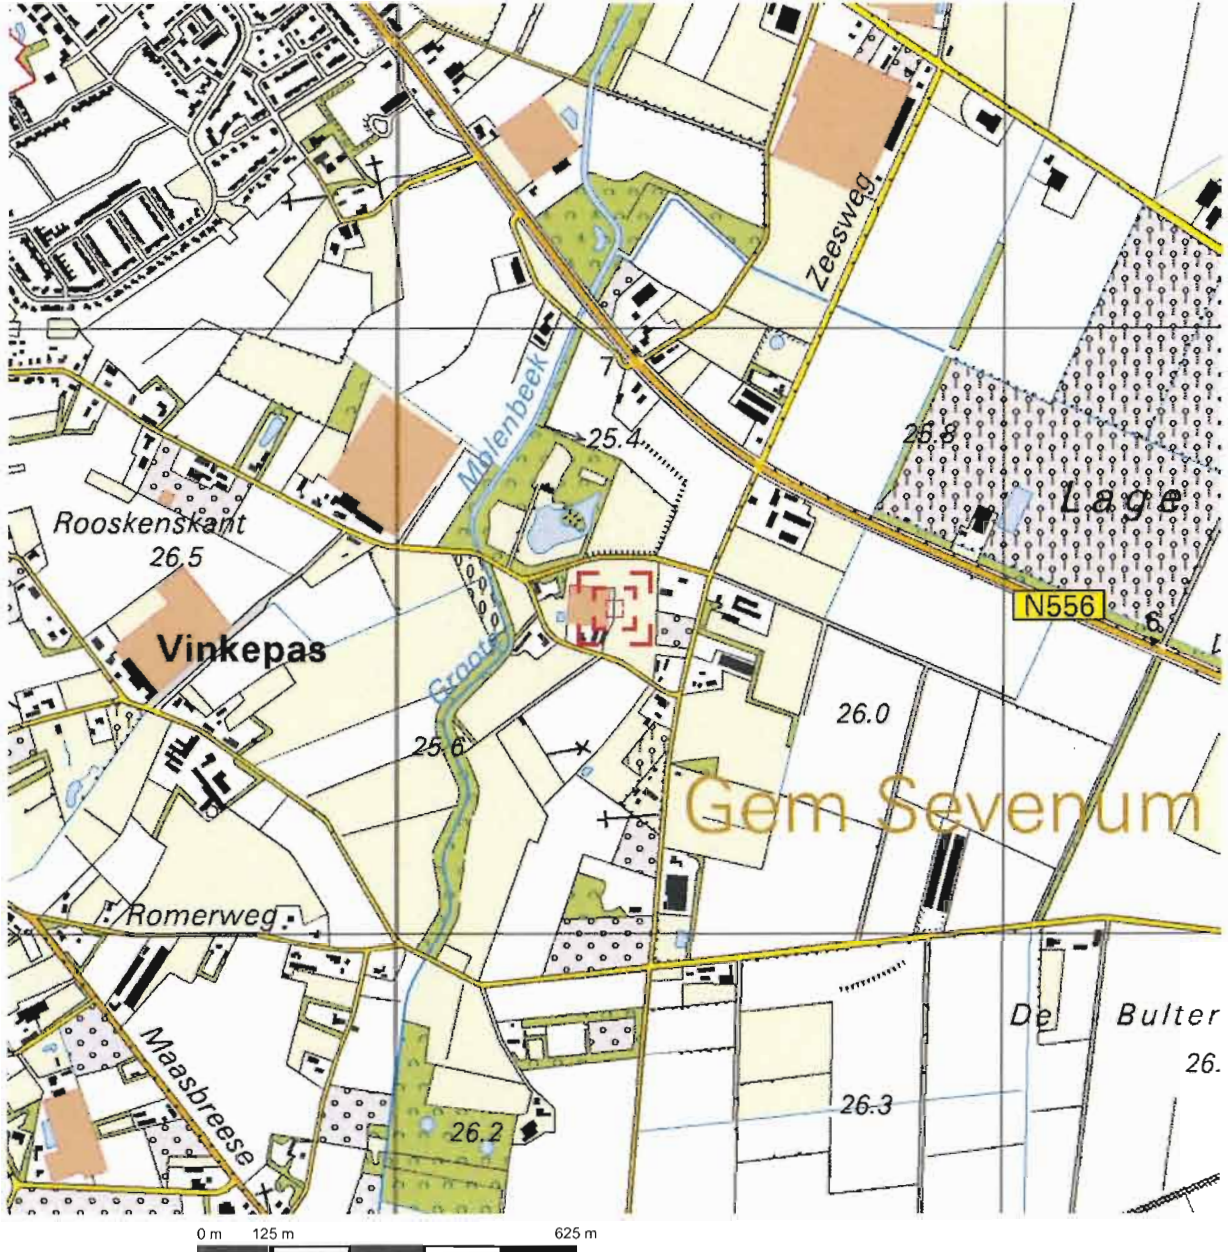 Zeesweg
Molenbeek
7
25.4
25.8
Lage
Rooskenskant
26.5
N556
6
Vinkepas
Groote
26.0
25.6
Gem Sevenum
Romerweg
Maasbreese
De Bulter
26.
26.3
26.2
0 m 125 m 625 m